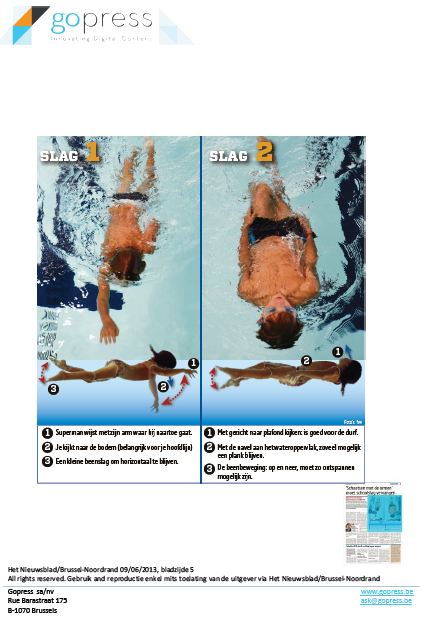 gopress
Innovating Digital Content
SLAG 1
SLAG 2
1
2
3
2
1
3
Foto's fvv
1 Superman wijst met zijn arm waar hij naartoe gaat.
2 Je kijkt naar de bodem (belangrijk voor je hoofdlijn)
3 Een kleine beenslag om horizontaal te blijven.
1 Met gezicht naar plafond kijken: is goed voor de durf.
2 Met de navel aan het wateroppervlak, zoveel mogelijk
een plank blijven.
3 De beenbeweging: op en neer, moet zo ontspannen
mogelijk zijn.
'Schoolslag met de armen'
moet schoolslag vervangen
Het Nieuwsblad/Brussel-Noordrand 09/06/2013, bladzijde 5
All rights reserved. Gebruik and reproductie enkel mits toelating van de uitgever via Het Nieuwsblad/Brussel-Noordrand
Gopress sa/nv
Rue Barastraat 175
B-1070 Brussels
www.gopress.be
ask@gopress.be